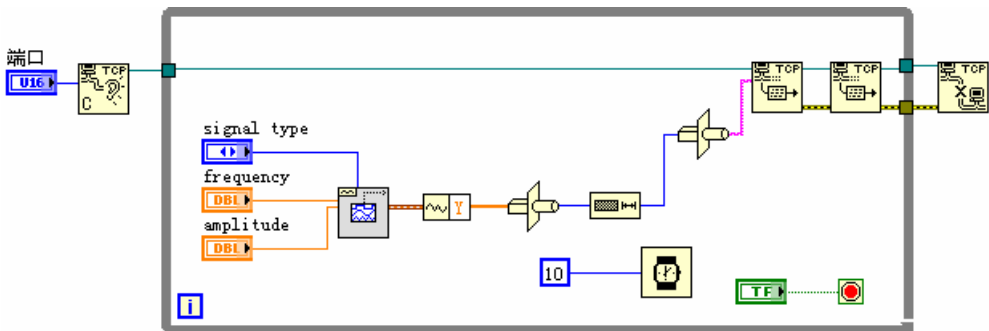 端口
U16
TCP
C
TCP
TCP
TCP
X
signal type
frequency
DBL
Y
amplitude
DBL
10
TF
i